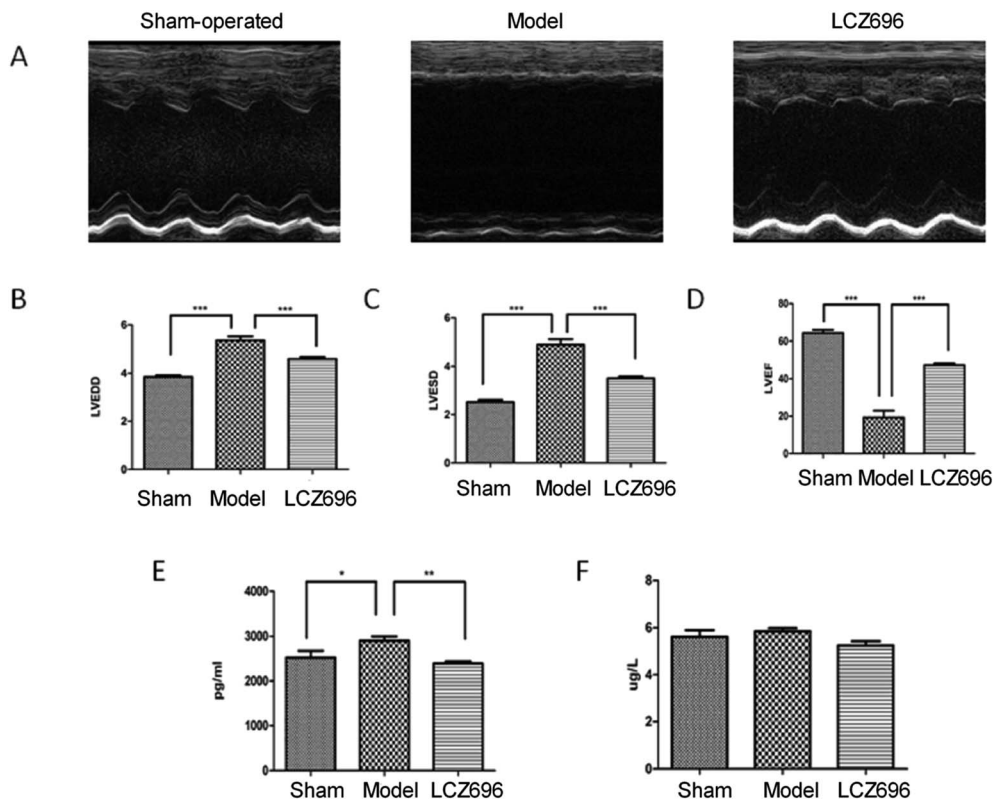 Sham-operated Model LCZ696
A
B
***
***
LVEDD
6
4
2
0
Sham Model LCZ696
C
***
***
LVESD
6
4
2
0
Sham Model LCZ696
D
***
***
LVEF
80
60
40
20
0
Sham Model LCZ696
E
*
**
pg/ml
4000
3000
2000
1000
0
Sham Model LCZ696
F
ug/L
8
6
4
2
0
Sham Model LCZ696